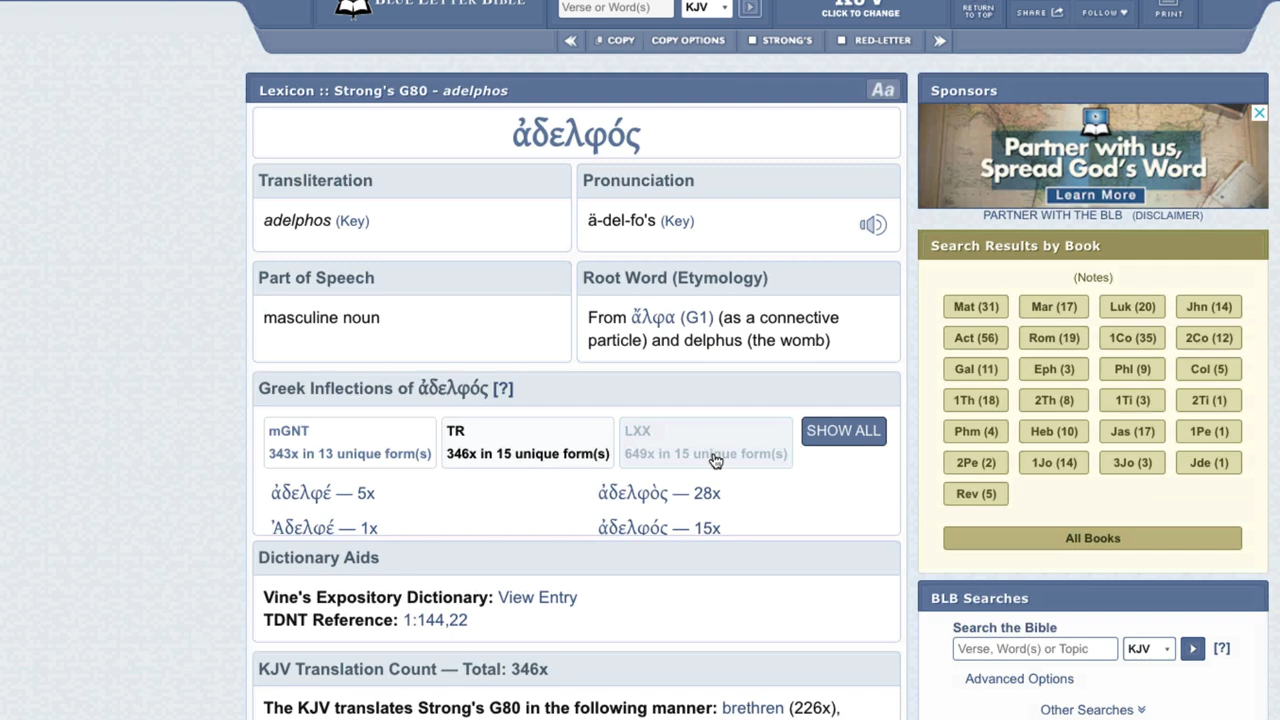 BLUE LETTER BIBLE
Verse or Word(s)
KJV
KJV
CLICK TO CHANGE
RETURN
TO TOP
SHARE
FOLLOW
PRINT
COPY
COPY OPTIONS
STRONG'S
RED-LETTER
Lexicon :: Strong's G80 - adelphos
Aa
ἀδελφός
Transliteration
adelphos (Key)
Pronunciation
ä-del-fo's (Key)
Part of Speech
masculine noun
Root Word (Etymology)
From ἄλφα (G1) (as a connective
particle) and delphus (the womb)
Greek Inflections of ἀδελφός [?]
mGNT
343x in 13 unique form(s)
TR
346x in 15 unique form(s)
LXX
649x in 15 unique form(s)
SHOW ALL
ἀδελφέ — 5x
ἀδελφὸς — 28x
Ἀδελφέ — 1x
ἀδελφός — 15x
Dictionary Aids
Vine's Expository Dictionary: View Entry
TDNT Reference: 1:144,22
KJV Translation Count — Total: 346x
The KJV translates Strong's G80 in the following manner: brethren (226x),
Sponsors
Partner with us,
Spread God's Word
Learn More
PARTNER WITH THE BLB (DISCLAIMER)
Search Results by Book
(Notes)
Mat (31) Mar (17) Luk (20) Jhn (14)
Act (56) Rom (19) 1Co (35) 2Co (12)
Gal (11) Eph (3) Phl (9) Col (5)
1Th (18) 2Th (8) 1Ti (3) 2Ti (1)
Phm (4) Heb (10) Jas (17) 1Pe (1)
2Pe (2) 1Jo (14) 3Jo (3) Jde (1)
Rev (5)
All Books
BLB Searches
Search the Bible
Verse, Word(s) or Topic
KJV
[?]
Advanced Options
Other Searches